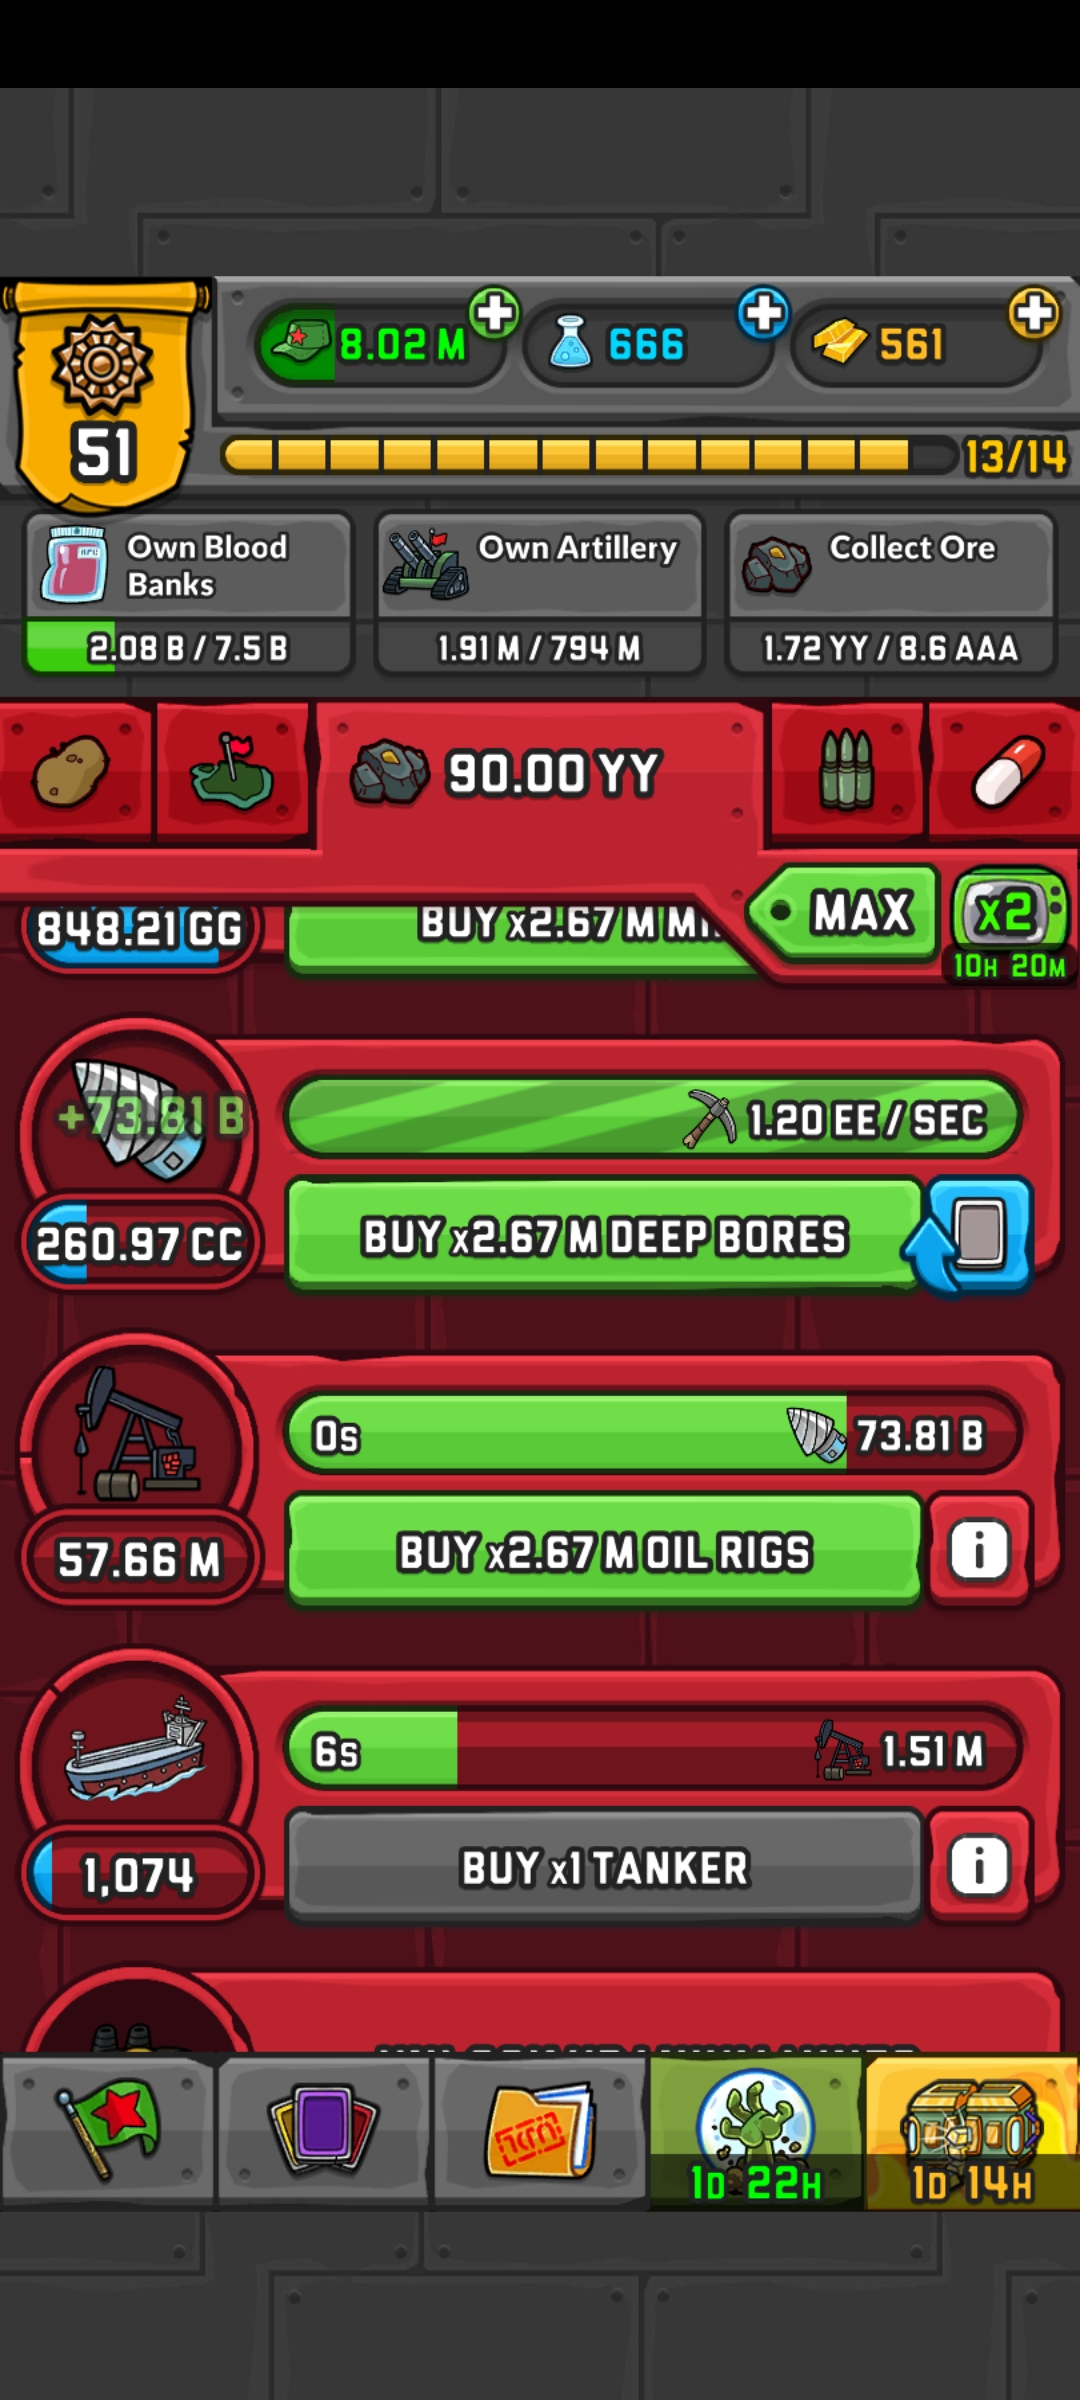 8.02 M
666
561
51
13/14
Own Blood
Banks
2.08 B / 7.5 B
Own Artillery
1.91 M / 794 M
Collect Ore
1.72 YY / 8.6 AAA
90.00 YY
MAX
x2
10H 20M
848.21 GG
BUY x2.67 M
+73.81 B
1.20 EE / SEC
260.97 CC
BUY x2.67 M DEEP BORES
0s
73.81 B
57.66 M
BUY x2.67 M OIL RIGS
i
6s
1.51 M
1,074
BUY x1 TANKER
i
1D 22H
1D 14H